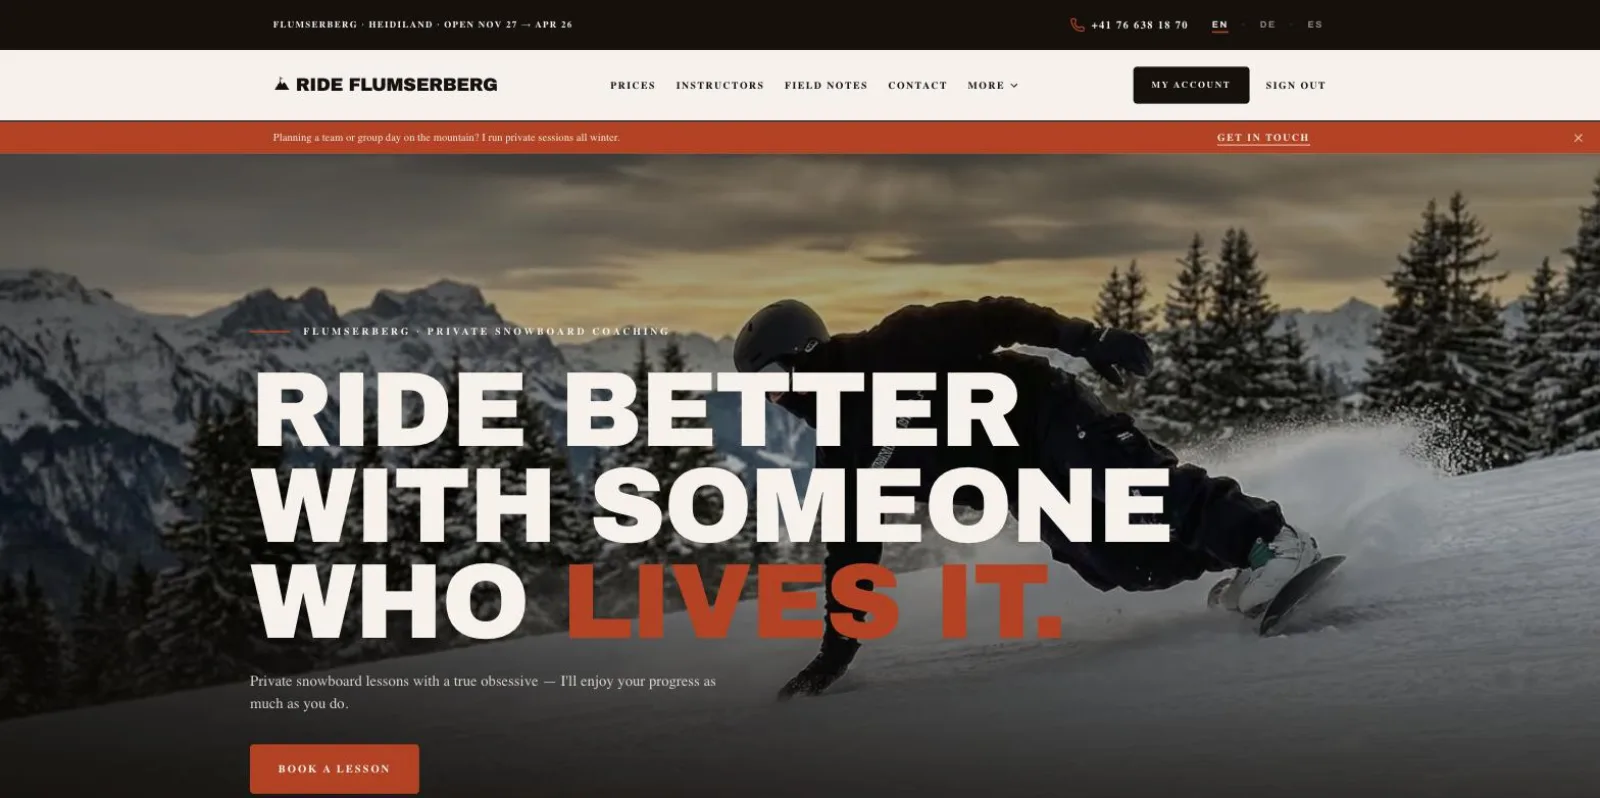 FLUMSERBERG · HEIDILAND · OPEN NOV 27 → APR 26
+41 76 638 18 70
EN · DE · ES
RIDE FLUMSERBERG
PRICES INSTRUCTORS FIELD NOTES CONTACT MORE
MY ACCOUNT
SIGN OUT
Planning a team or group day on the mountain? I run private sessions all winter.
GET IN TOUCH
FLUMSERBERG · PRIVATE SNOWBOARD COACHING
RIDE BETTER
WITH SOMEONE
WHO LIVES IT.
Private snowboard lessons with a true obsessive — I'll enjoy your progress as
much as you do.
BOOK A LESSON